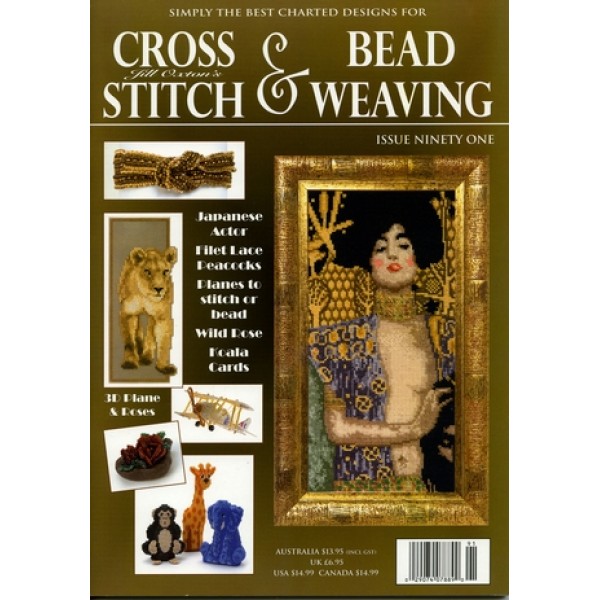 SIMPLY THE BEST CHARTED DESIGNS FOR
CROSS & BEAD
Jill Oxton's
STITCH WEAVING
ISSUE NINETY ONE
Japanese
Actor
Filet Lace
Peacocks
Planes to
stitch or
bead
Wild Rose
Koala
Cards
3D Plane
& Roses
AUSTRALIA $13.95 (INCL GST)
UK £6.95
USA $14.99 CANADA $14.99
91